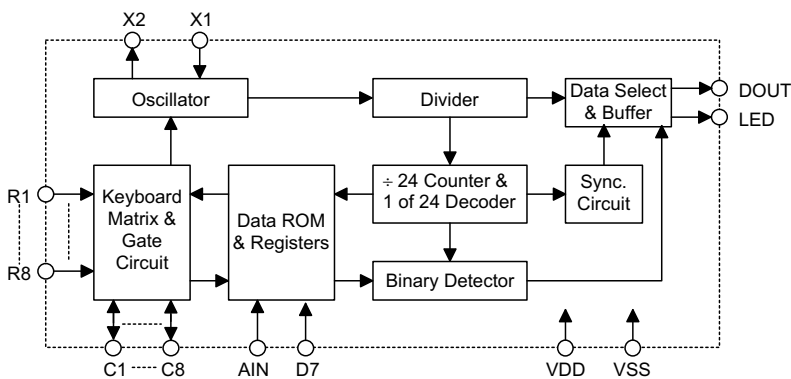 X2
X1
Oscillator
Divider
Data Select
& Buffer
DOUT
LED
R1
R8
Keyboard
Matrix &
Gate
Circuit
Data ROM
& Registers
÷ 24 Counter &
1 of 24 Decoder
Sync.
Circuit
Binary Detector
C1
C8
AIN
D7
VDD
VSS